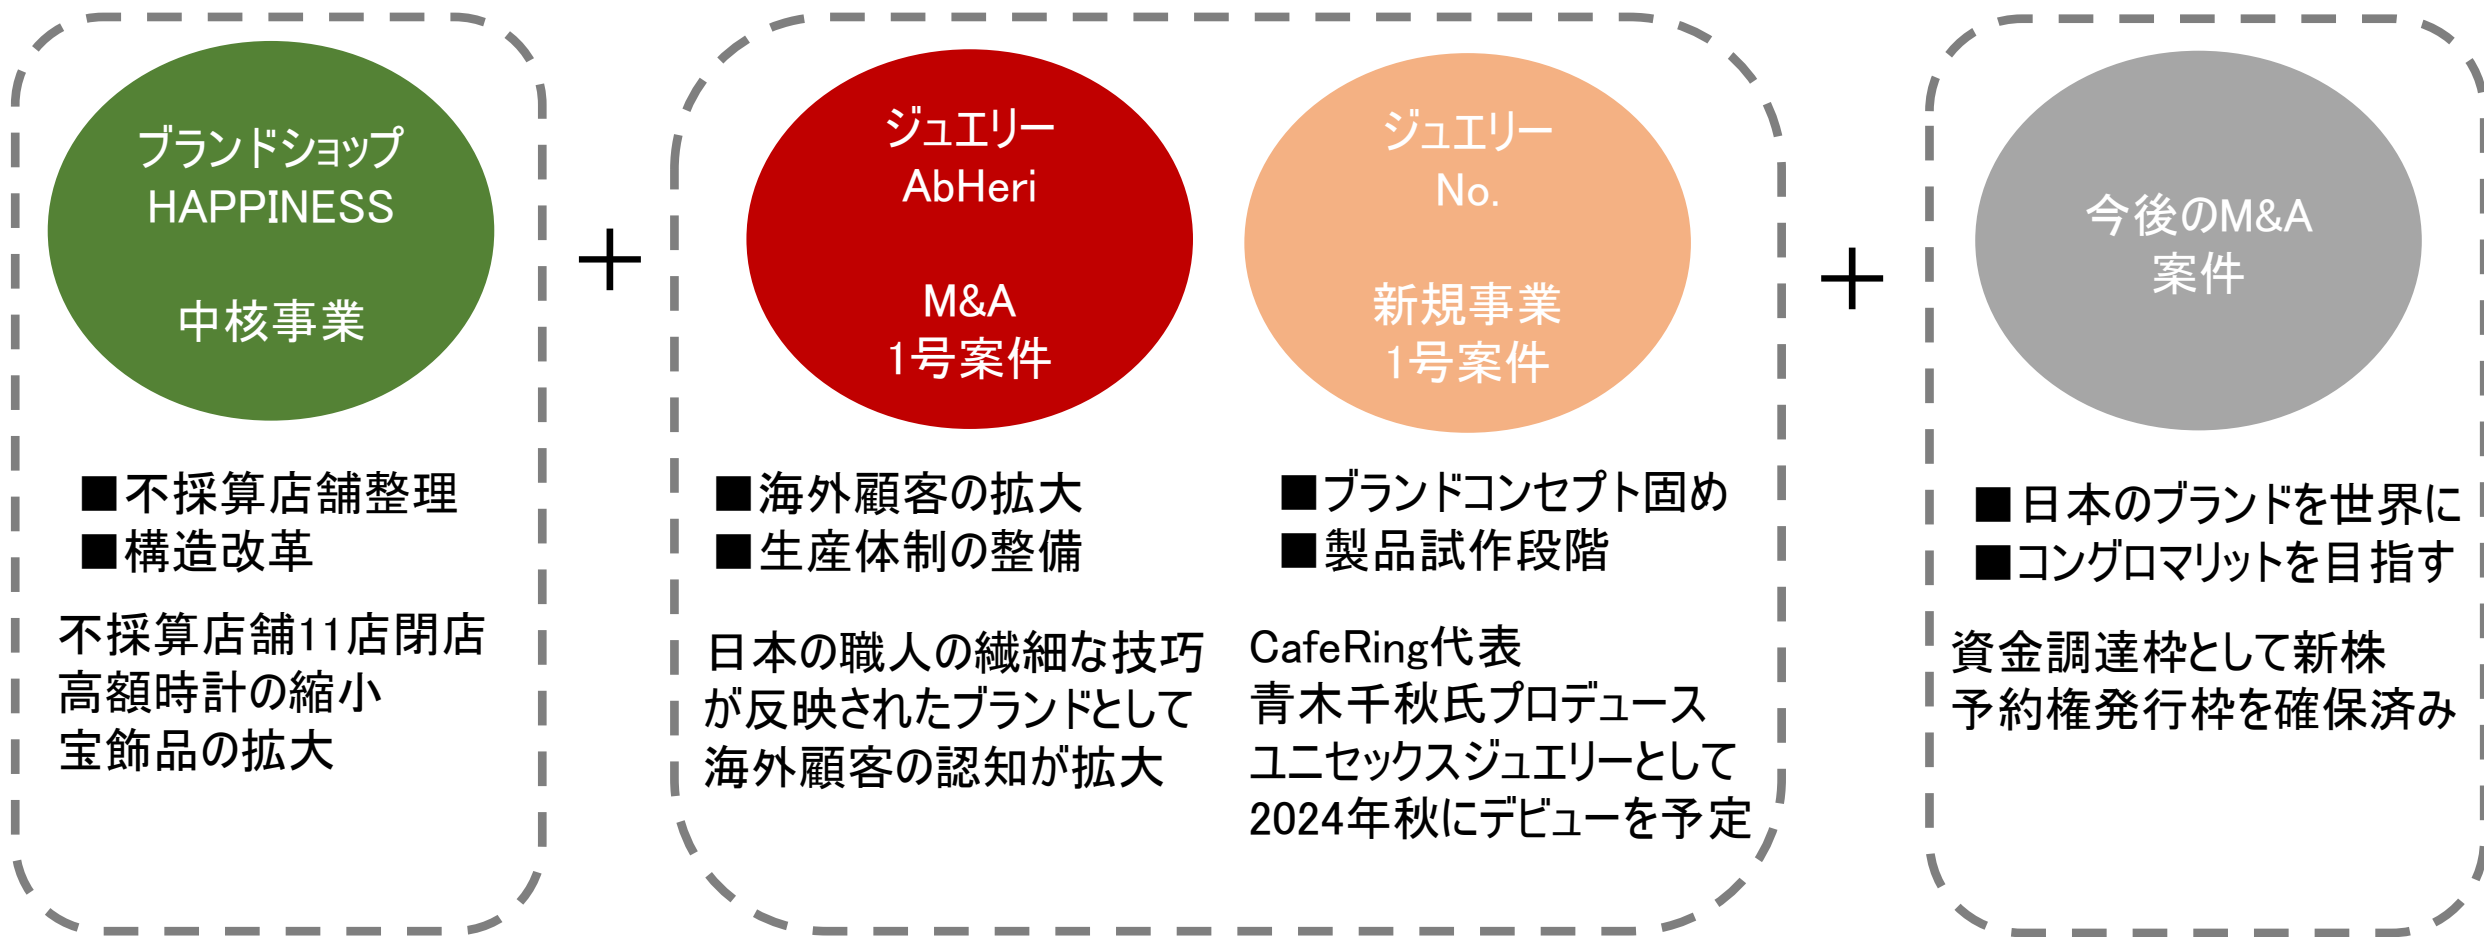 ブランドショップ
HAPPINESS
中核事業
■不採算店舗整理
■構造改革
不採算店舗11店閉店
高額時計の縮小
宝飾品の拡大
＋
ジュエリー
AbHeri
M&A
1号案件
■海外顧客の拡大
■生産体制の整備
日本の職人の繊細な技巧
が反映されたブランドとして
海外顧客の認知が拡大
ジュエリー
No.
新規事業
1号案件
■ブランドコンセプト固め
■製品試作段階
CafeRing代表
青木千秋氏プロデュース
ユニセックスジュエリーとして
2024年秋にデビューを予定
＋
今後のM&A
案件
■日本のブランドを世界に
■コングロマリットを目指す
資金調達枠として新株
予約権発行枠を確保済み